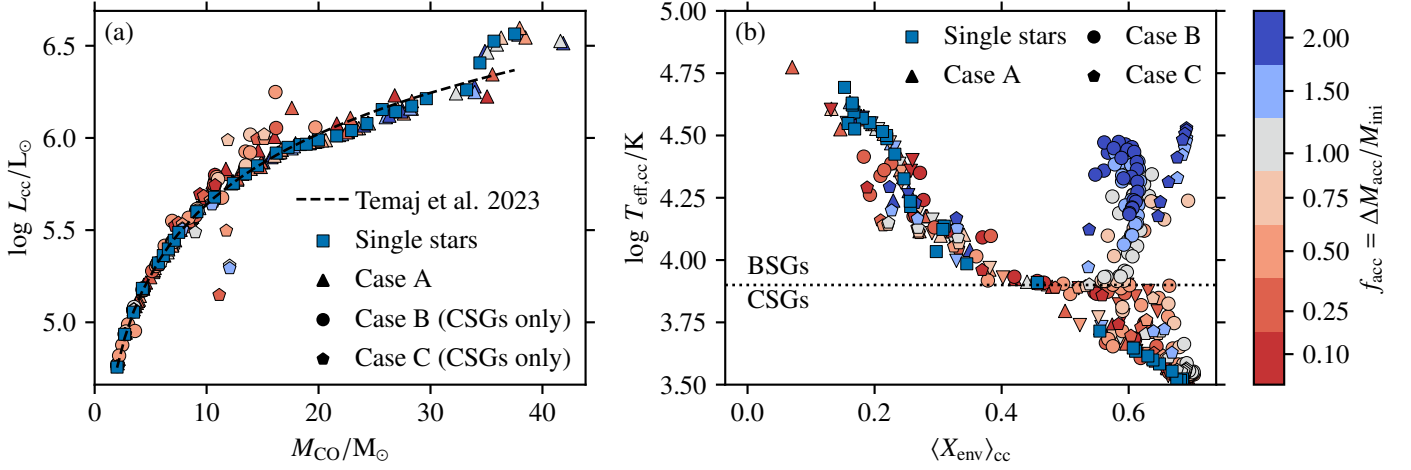 (a)
log L_cc/L_⊙
6.5
6.0
5.5
5.0
0
10
20
30
40
M_CO/M_⊙
Temaj et al. 2023
Single stars
Case A
Case B (CSGs only)
Case C (CSGs only)
(b)
log T_eff,cc/K
5.00
4.75
4.50
4.25
4.00
3.75
3.50
0.0
0.2
0.4
0.6
⟨X_env⟩_cc
Single stars
Case B
Case A
Case C
BSGs
CSGs
2.00
1.50
1.00
0.75
0.50
0.25
0.10
f_acc = ΔM_acc/M_ini